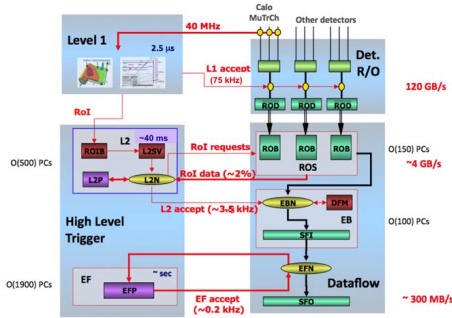 Calo
MuTrCh
Other detectors
40 MHz
Level 1
2.5 μs
Det.
R/O
L1 accept
(75 kHz)
ROD
ROD
ROD
120 GB/s
RoI
L2
~40 ms
ROIB
L2SV
L2P
L2N
O(500) PCs
RoI requests
RoI data (~2%)
ROB
ROB
ROB
ROS
O(150) PCs
~4 GB/s
L2 accept (~3.5 kHz)
EBN
DFM
EB
O(100) PCs
SFI
High Level
Trigger
EFN
Dataflow
O(1900) PCs
EF
~ sec
EFP
EF accept
(~0.2 kHz)
SFO
~ 300 MB/s